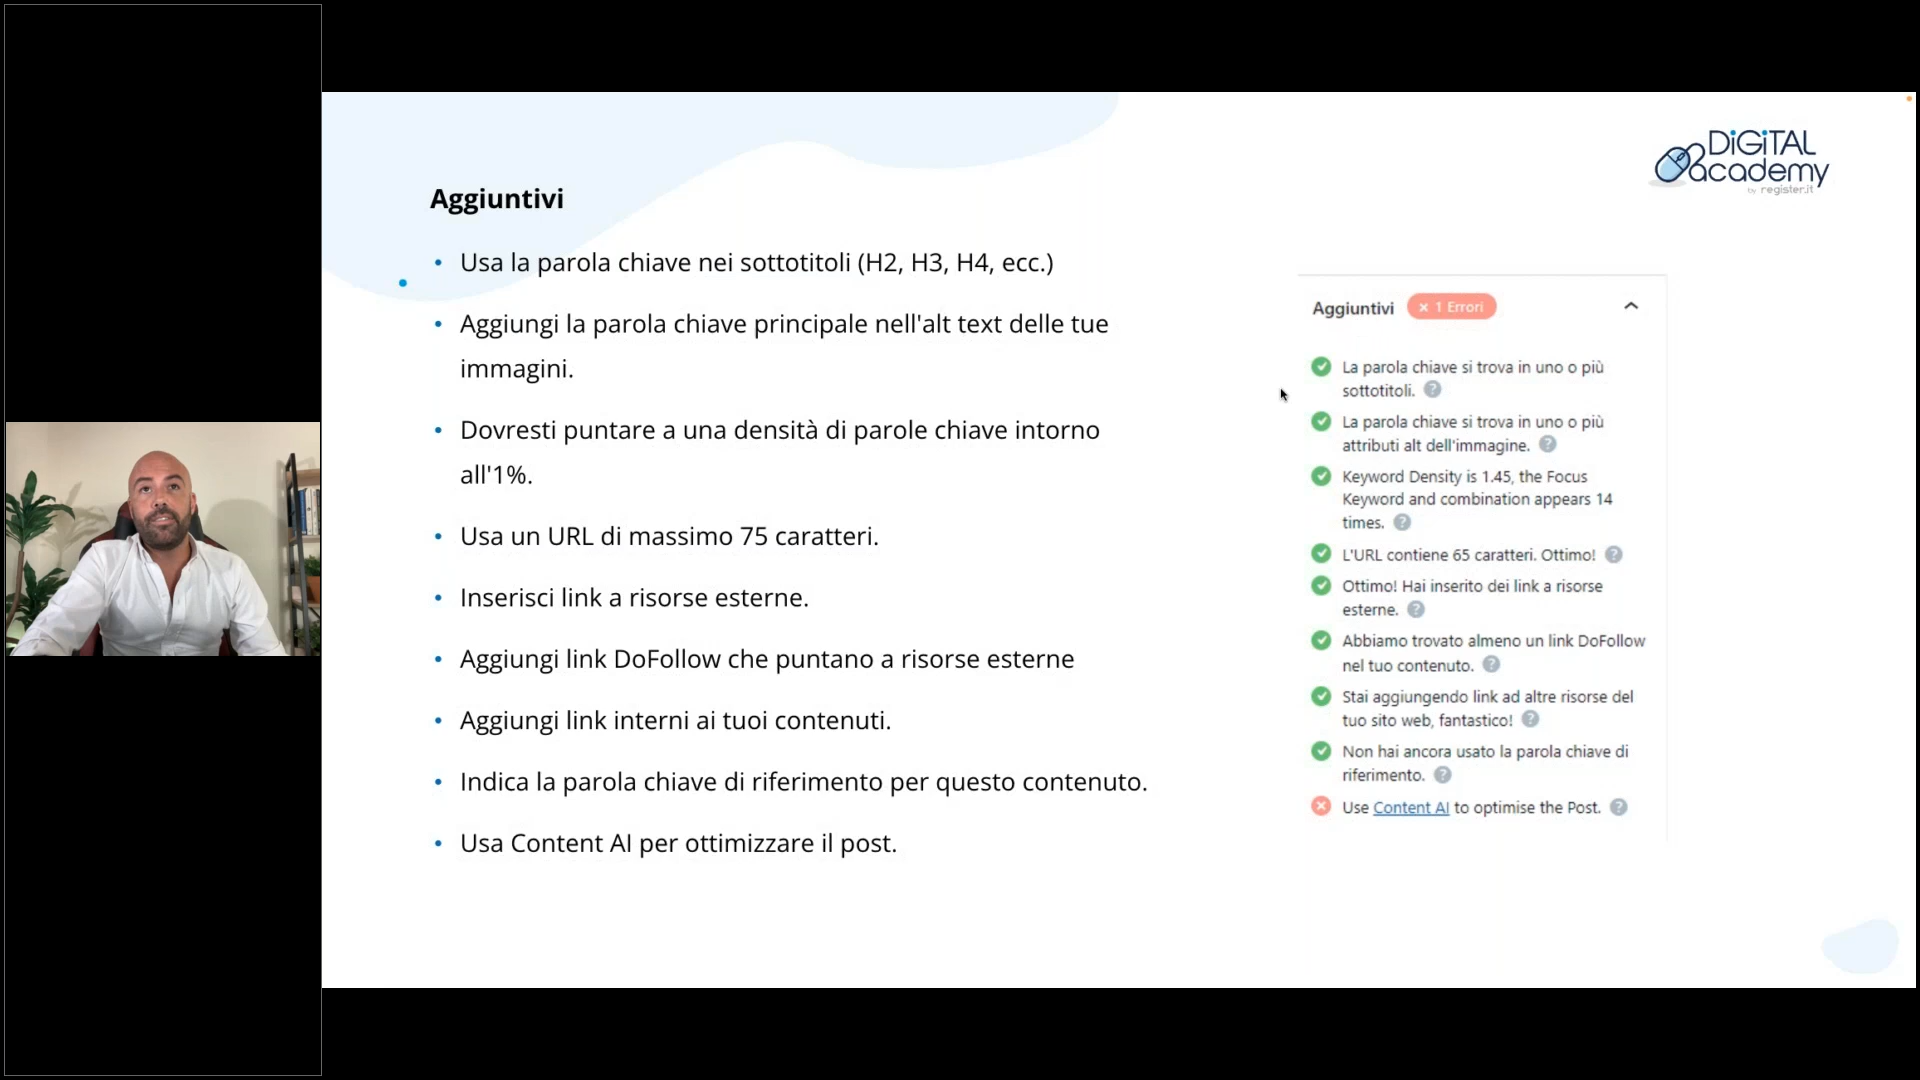 DiGiTAL
academy
by register.it
Aggiuntivi
• Usa la parola chiave nei sottotitoli (H2, H3, H4, ecc.)
• Aggiungi la parola chiave principale nell'alt text delle tue
immagini.
• Dovresti puntare a una densità di parole chiave intorno
all'1%.
• Usa un URL di massimo 75 caratteri.
• Inserisci link a risorse esterne.
• Aggiungi link DoFollow che puntano a risorse esterne
• Aggiungi link interni ai tuoi contenuti.
• Indica la parola chiave di riferimento per questo contenuto.
• Usa Content AI per ottimizzare il post.
Aggiuntivi × 1 Errori
La parola chiave si trova in uno o più
sottotitoli. ?
La parola chiave si trova in uno o più
attributi alt dell'immagine. ?
Keyword Density is 1.45, the Focus
Keyword and combination appears 14
times. ?
L'URL contiene 65 caratteri. Ottimo! ?
Ottimo! Hai inserito dei link a risorse
esterne. ?
Abbiamo trovato almeno un link DoFollow
nel tuo contenuto. ?
Stai aggiungendo link ad altre risorse del
tuo sito web, fantastico! ?
Non hai ancora usato la parola chiave di
riferimento. ?
Use Content AI to optimise the Post. ?